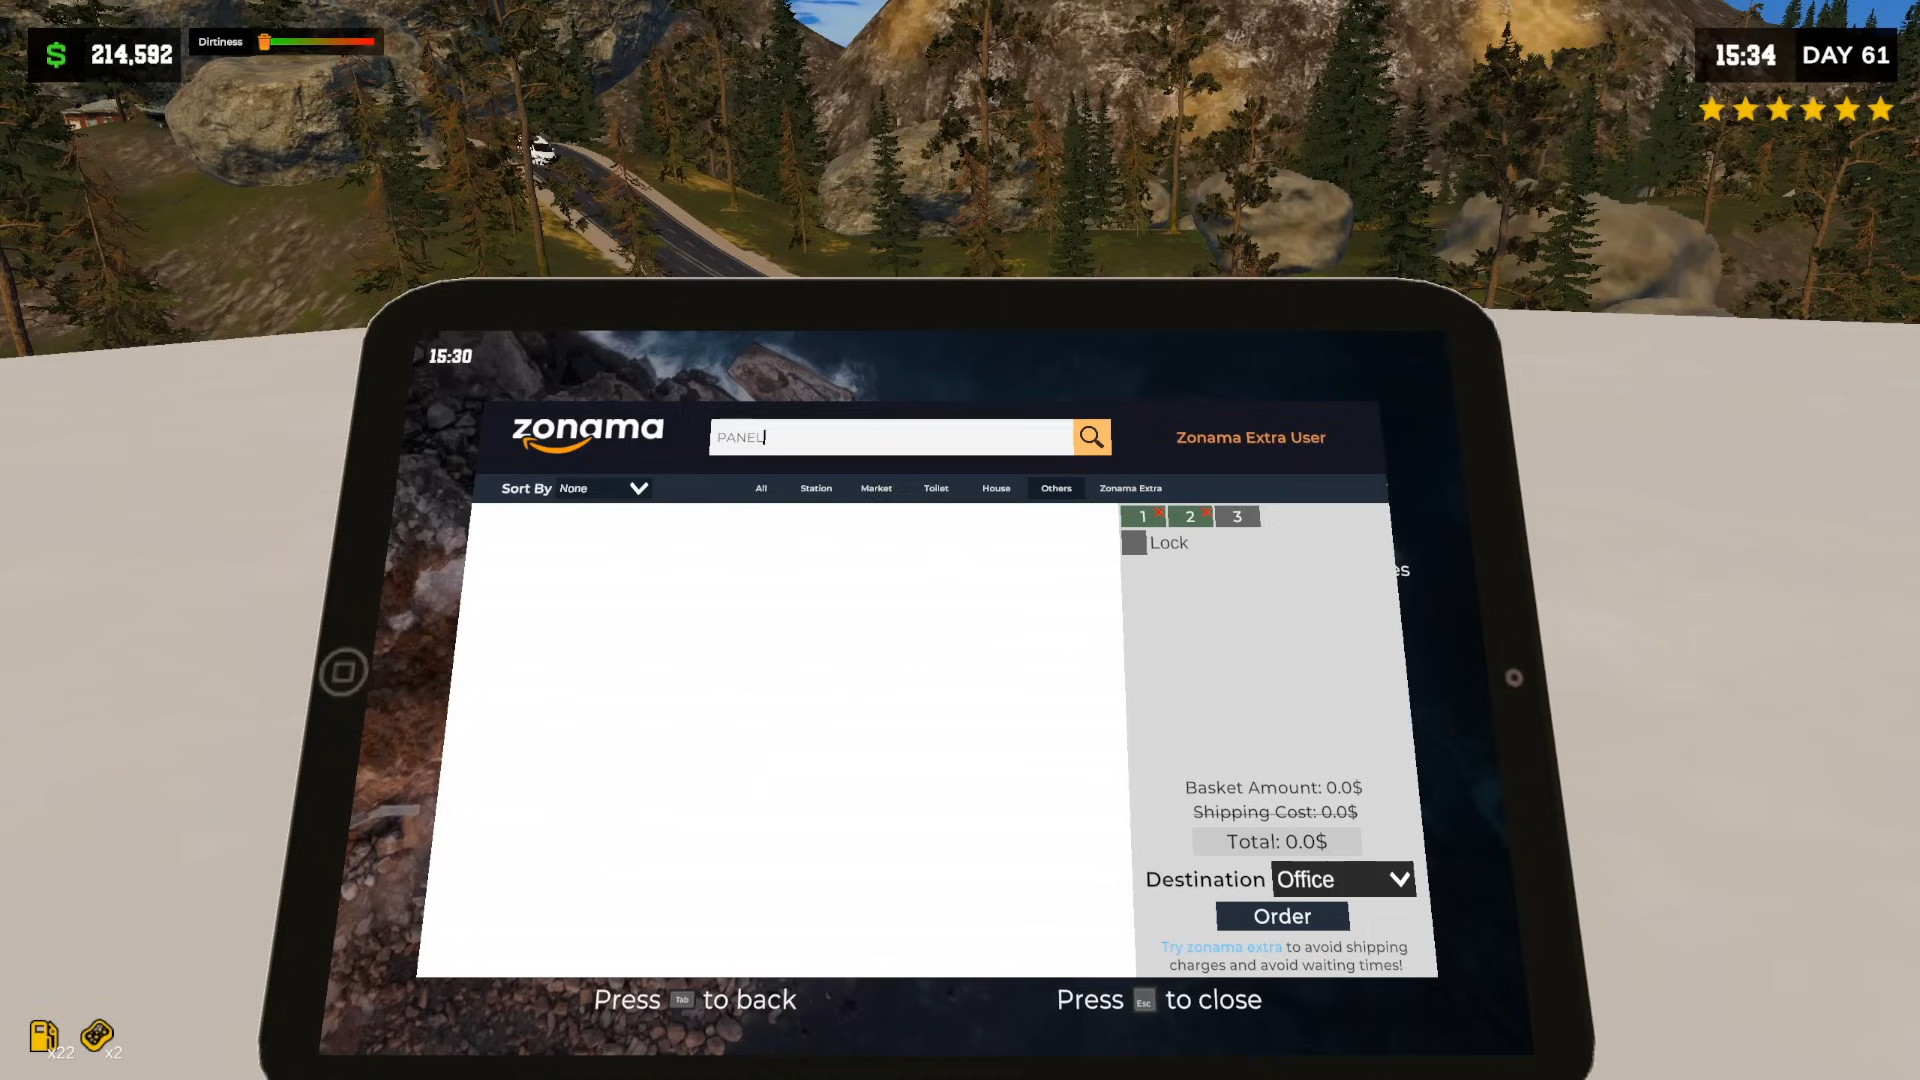 $ 214,592
Dirtiness
15:34 DAY 61
15:30
zonama
PANEL
Zonama Extra User
Sort By None
All Station Market Toilet House Others Zonama Extra
1 x 2 x 3
Lock
es
Basket Amount: 0.0$
Shipping Cost: 0.0$
Total: 0.0$
Destination Office
Order
Try zonama extra to avoid shipping
charges and avoid waiting times!
Press Tab to back
Press Esc to close
x22 x2